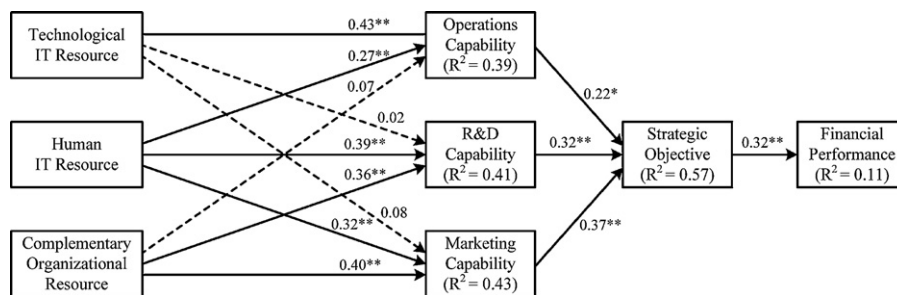 Technological
IT Resource
Human
IT Resource
Complementary
Organizational
Resource
0.43**
0.27**
0.07
0.02
0.39**
0.36**
0.08
0.32**
0.40**
Operations
Capability
(R² = 0.39)
R&D
Capability
(R² = 0.41)
Marketing
Capability
(R² = 0.43)
0.22*
0.32**
0.37**
Strategic
Objective
(R² = 0.57)
0.32**
Financial
Performance
(R² = 0.11)